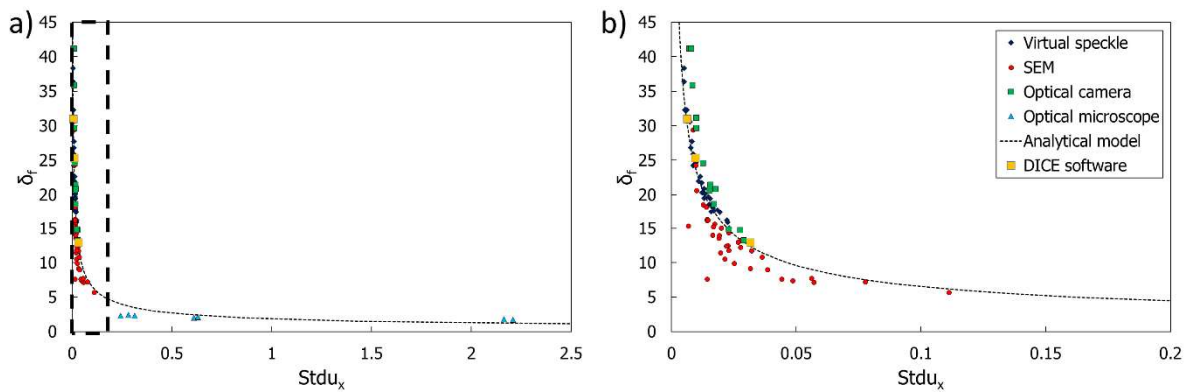 a)
45
40
35
30
25
20
15
10
5
0
δf
0
0.5
1
1.5
2
2.5
Stdux
b)
45
40
35
30
25
20
15
10
5
0
δf
0
0.05
0.1
0.15
0.2
Stdux
Virtual speckle
SEM
Optical camera
Optical microscope
Analytical model
DICE software